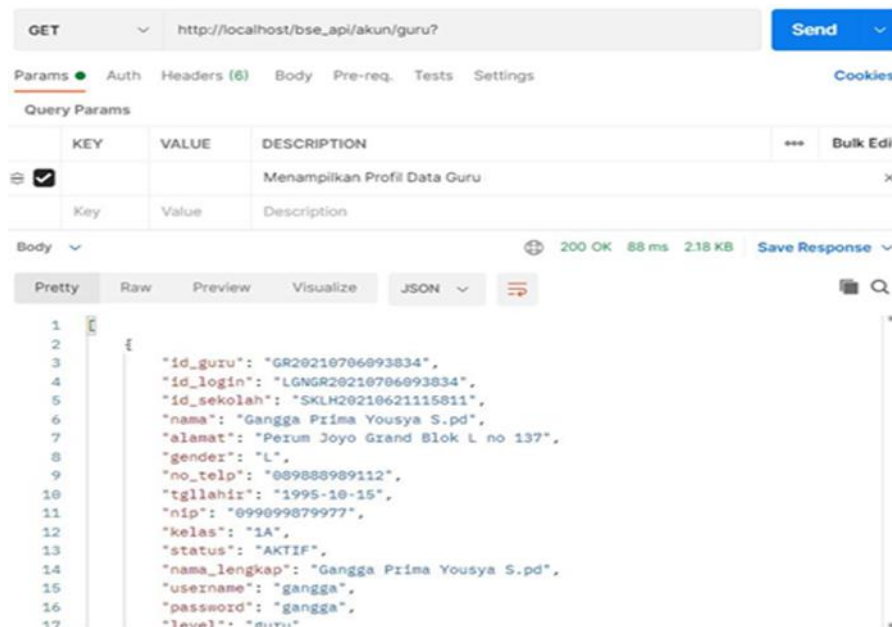 GET http://localhost/bse_api/akun/guru? Send
Params Auth Headers (6) Body Pre-req. Tests Settings Cookies
Query Params
KEY VALUE DESCRIPTION Bulk Edi
Menampilkan Profil Data Guru
Key Value Description
Body 200 OK 88 ms 2.18 KB Save Response
Pretty Raw Preview Visualize JSON
1 [
2 {
3 "id_guru": "GR20210706093834",
4 "id_login": "LGNGR20210706093834",
5 "id_sekolah": "SKLH20210621115811",
6 "nama": "Gangga Prima Yousya S.pd",
7 "alamat": "Perum Joyo Grand Blok L no 137",
8 "gender": "L",
9 "no_telp": "089888989112",
10 "tgllahir": "1995-10-15",
11 "nip": "099099879977",
12 "kelas": "1A",
13 "status": "AKTIF",
14 "nama_lengkap": "Gangga Prima Yousya S.pd",
15 "username": "gangga",
16 "password": "gangga",
17 "level": "guru"